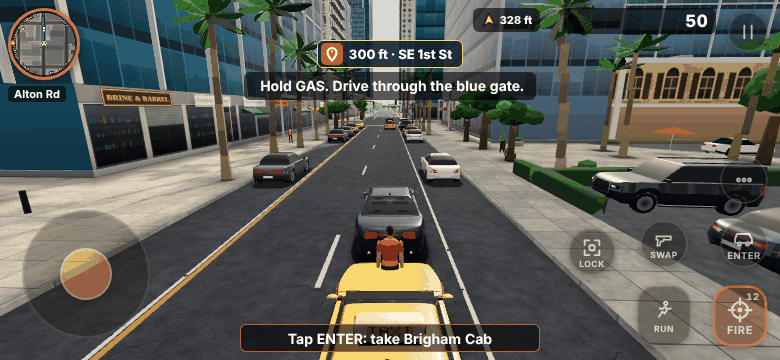 328 ft
50
300 ft · SE 1st St
Hold GAS. Drive through the blue gate.
Alton Rd
BRINE & BARREL
LOCK
SWAP
ENTER
RUN
12
FIRE
TAXI
Tap ENTER: take Brigham Cab